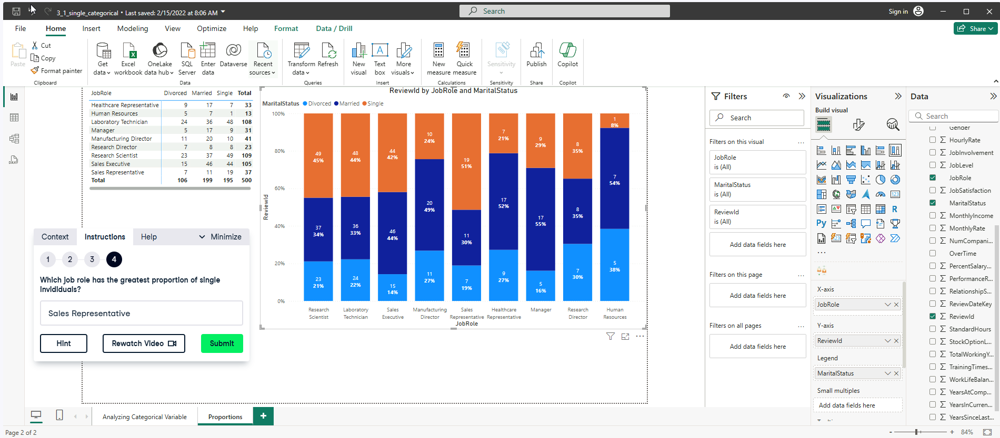 3_1_single_categorical • Last saved: 2/15/2022 at 8:06 AM
Search
Sign in
File Home Insert Modeling View Optimize Help Format Data / Drill
Share
Paste
Cut
Copy
Format painter
Clipboard
Get data
Excel workbook
OneLake data hub
SQL Server
Enter data
Dataverse
Recent sources
Data
Transform data
Refresh
Queries
New visual
Text box
More visuals
Insert
New measure
Quick measure
Calculations
Sensitivity
Sensitivity
Publish
Share
Copilot
Copilot
JobRole Divorced Married Single Total
Healthcare Representative 9 17 7 33
Human Resources 5 7 1 13
Laboratory Technician 24 36 48 108
Manager 5 17 9 31
Manufacturing Director 11 20 10 41
Research Director 7 8 8 23
Research Scientist 23 37 49 109
Sales Executive 15 46 44 105
Sales Representative 7 11 19 37
Total 106 199 195 500
Context Instructions Help Minimize
1 2 3 4
Which job role has the greatest proportion of single
invididuals?
Sales Representative
Hint
Rewatch Video
Submit
ReviewId by JobRole and MaritalStatus
MaritalStatus Divorced Married Single
100%
80%
60%
40%
20%
0%
ReviewId
49
45%
37
34%
23
21%
48
44%
36
33%
24
22%
44
42%
46
44%
15
14%
10
24%
20
49%
11
27%
19
51%
11
30%
7
19%
7
21%
17
52%
9
27%
9
29%
17
55%
5
16%
8
35%
8
35%
7
30%
1
8%
7
54%
5
38%
Research Scientist
Laboratory Technician
Sales Executive
Manufacturing Director
Sales Representative
Healthcare Representative
Manager
Research Director
Human Resources
JobRole
Filters
Search
Filters on this visual
...
JobRole
is (All)
MaritalStatus
is (All)
ReviewId
is (All)
Add data fields here
Filters on this page
...
Add data fields here
Filters on all pages
...
Add data fields here
Visualizations
Build visual
123
R
Py
123
...
X-axis
JobRole
Y-axis
ReviewId
Legend
MaritalStatus
Small multiples
Add data fields here
Data
Search
Gender
HourlyRate
JobInvolvement
JobLevel
JobRole
JobSatisfaction
MaritalStatus
MonthlyIncome
MonthlyRate
NumCompani...
OverTime
PercentSalary...
PerformanceR...
RelationshipS...
ReviewDateKey
ReviewId
StandardHours
StockOptionL...
TotalWorkingY...
TrainingTimes...
WorkLifeBalan...
YearsAtComp...
YearsInCurren...
YearsSinceLast...
Analyzing Categorical Variable
Proportions
+
Page 2 of 2
- + 84%